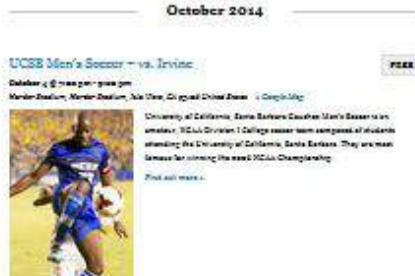 October 2014
UCSB Men's Soccer – vs. Irvine
FREE
October 4 @ 7:00 pm - 9:00 pm
Harder Stadium, Harder Stadium, Isla Vista, CA United States + Google Map
University of California, Santa Barbara Gauchos Men's Soccer is an
amateur, NCAA Division I College soccer team composed of students
attending the University of California, Santa Barbara. They are most
famous for winning the NCAA Championship.
Find out more »